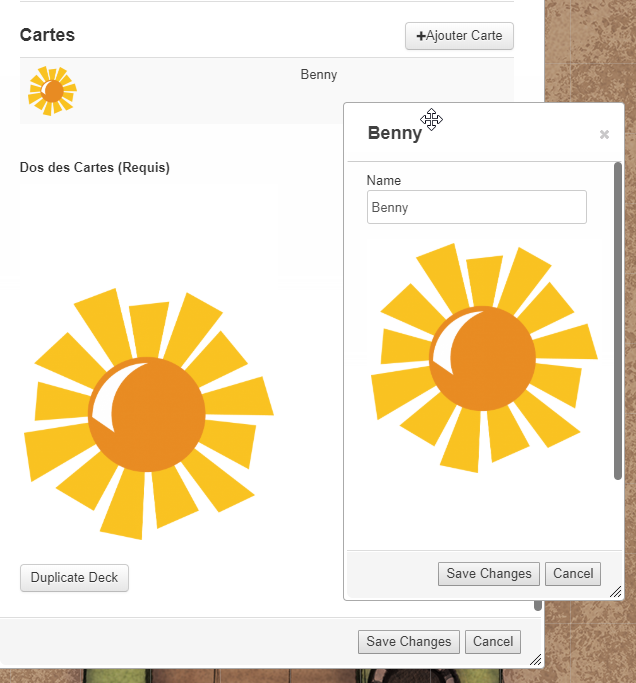 Cartes
✚Ajouter Carte
Benny
Dos des Cartes (Requis)
Duplicate Deck
Save Changes
Cancel
Benny
×
Name
Benny
Save Changes
Cancel